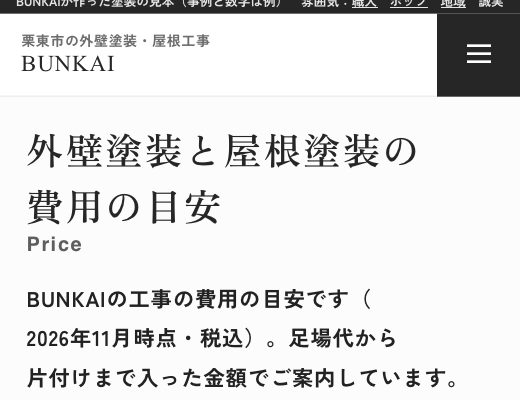 BUNKAIが作った塗装の見本（事例と数字は例） 雰囲気：職人 ポップ 地域 誠実
栗東市の外壁塗装・屋根工事
BUNKAI
外壁塗装と屋根塗装の
費用の目安
Price
BUNKAIの工事の費用の目安です（
2026年11月時点・税込）。足場代から
片付けまで入った金額でご案内しています。